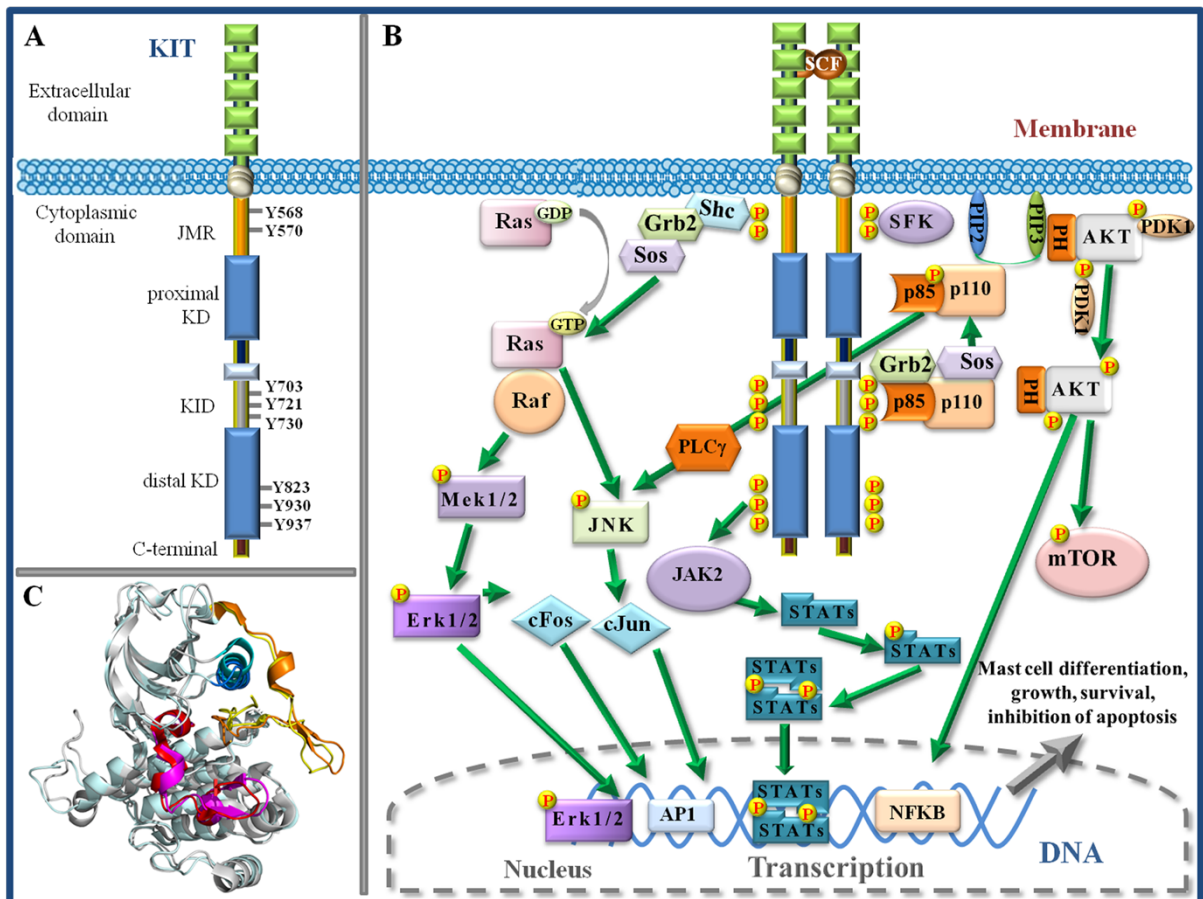 A
KIT
Extracellular
domain
Cytoplasmic
domain
JMR
Y568
Y570
proximal
KD
KID
Y703
Y721
Y730
distal KD
Y823
Y930
Y937
C-terminal
C
B
SCF
Membrane
Ras
GDP
Grb2
Shc
Sos
P
P
P
P
SFK
PIP2
PIP3
PH
AKT
P
PDK1
P
PDK1
p85
P
p110
Ras
GTP
Raf
Grb2
Sos
p85
p110
PH
AKT
P
P
P
P
P
P
P
P
PLCγ
P
Mek1/2
P
JNK
P
P
P
P
P
P
JAK2
P
mTOR
P
Erk1/2
cFos
cJun
STATs
P
STATs
STATs
P
P
STATs
Mast cell differentiation,
growth, survival,
inhibition of apoptosis
P
Erk1/2
AP1
STATs
P
P
STATs
NFKB
Nucleus
Transcription
DNA